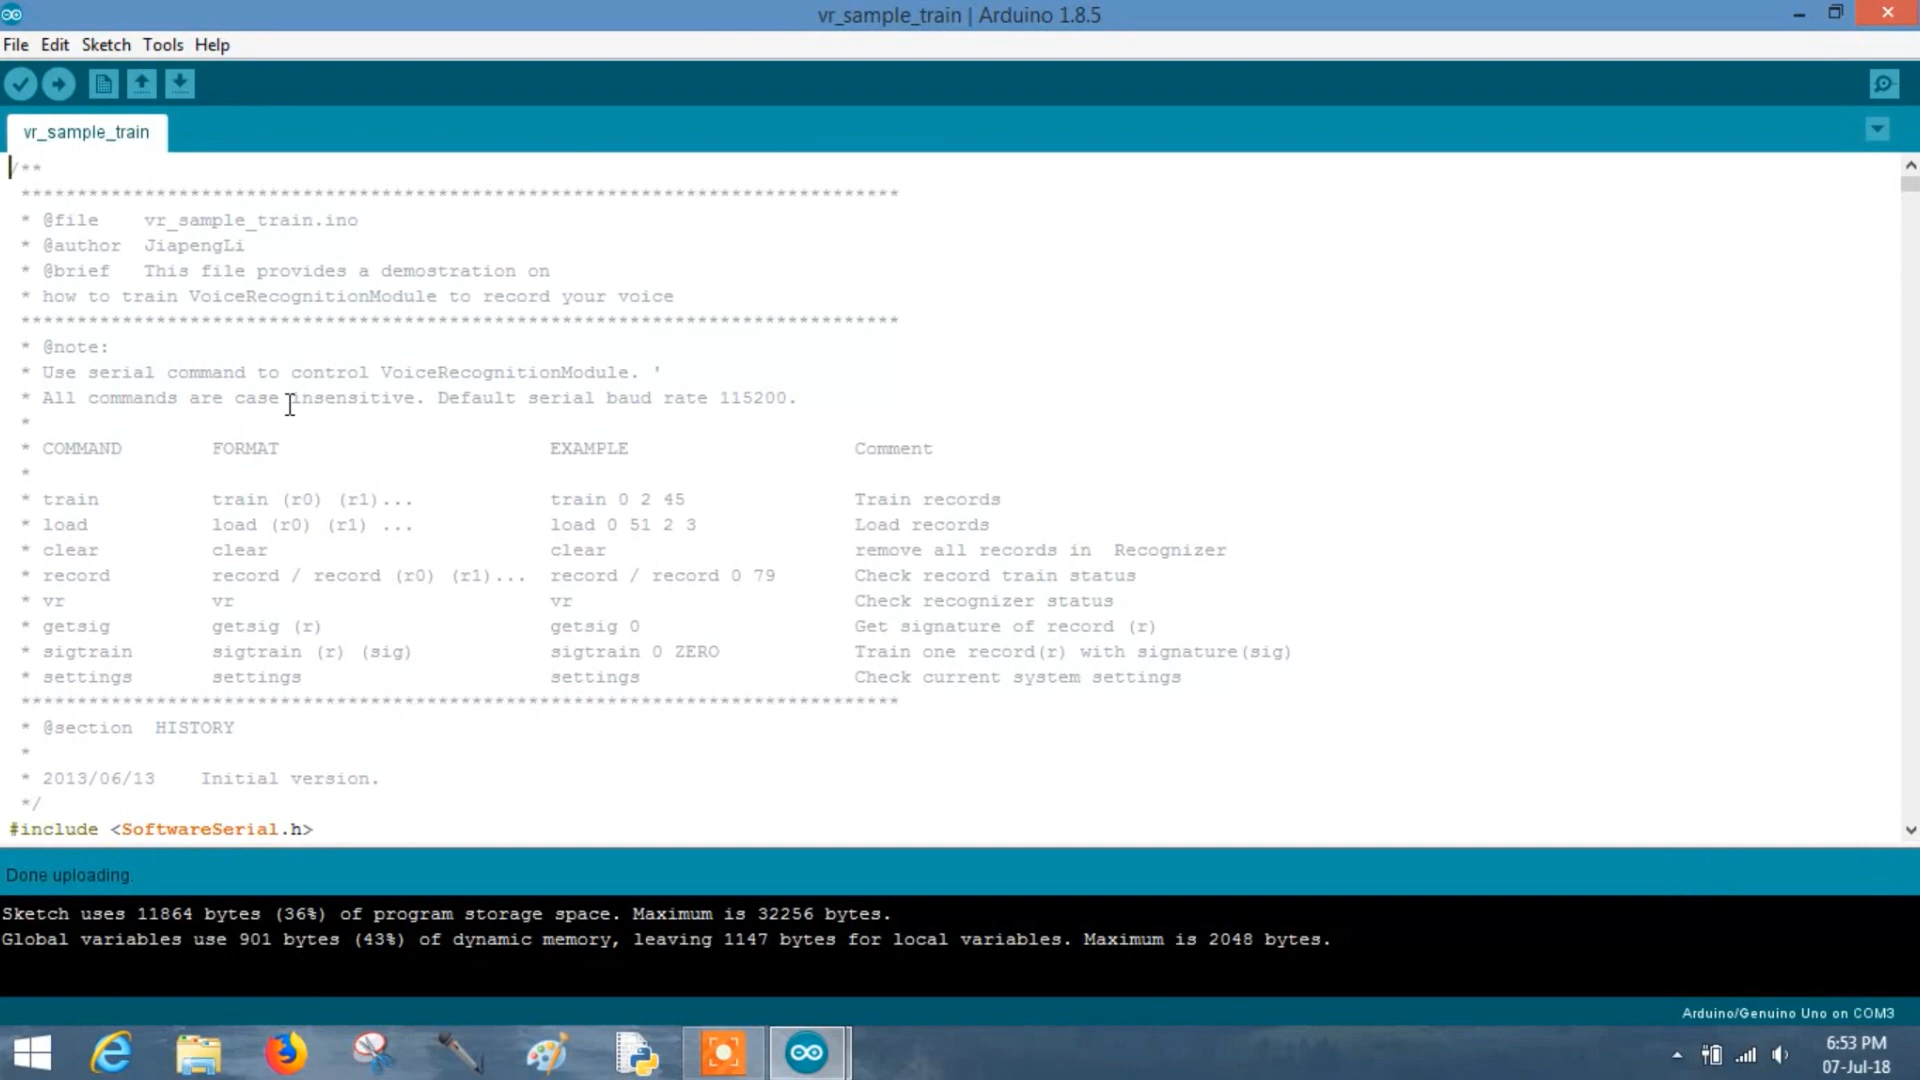 vr_sample_train | Arduino 1.8.5
File Edit Sketch Tools Help
vr_sample_train
/**
******************************************************************************
* @file    vr_sample_train.ino
* @author  JiapengLi
* @brief   This file provides a demostration on
* how to train VoiceRecognitionModule to record your voice
******************************************************************************
* @note:
* Use serial command to control VoiceRecognitionModule. '
* All commands are case insensitive. Default serial baud rate 115200.
*
* COMMAND        FORMAT                        EXAMPLE                    Comment
*
* train          train (r0) (r1)...            train 0 2 45               Train records
* load           load (r0) (r1) ...            load 0 51 2 3              Load records
* clear          clear                         clear                      remove all records in  Recognizer
* record         record / record (r0) (r1)...  record / record 0 79       Check record train status
* vr             vr                            vr                         Check recognizer status
* getsig         getsig (r)                    getsig 0                   Get signature of record (r)
* sigtrain       sigtrain (r) (sig)            sigtrain 0 ZERO            Train one record(r) with signature(sig)
* settings       settings                      settings                   Check current system settings
******************************************************************************
* @section  HISTORY
*
* 2013/06/13    Initial version.
*/
#include <SoftwareSerial.h>
Done uploading.
Sketch uses 11864 bytes (36%) of program storage space. Maximum is 32256 bytes.
Global variables use 901 bytes (43%) of dynamic memory, leaving 1147 bytes for local variables. Maximum is 2048 bytes.
Arduino/Genuino Uno on COM3
6:53 PM
07-Jul-18